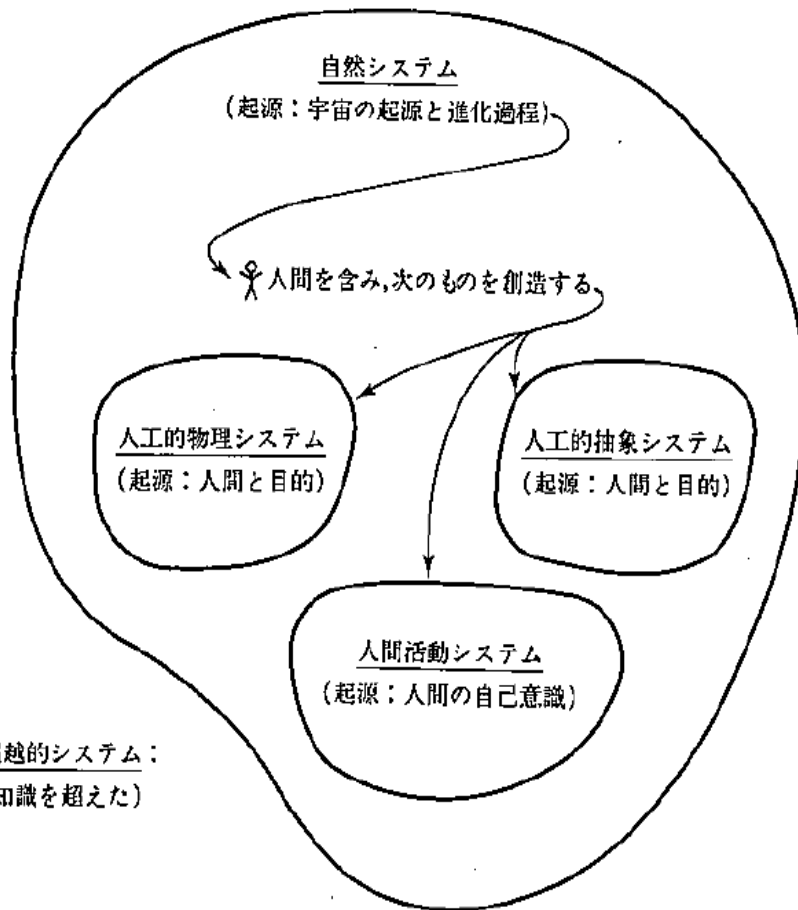 自然システム
(起源：宇宙の起源と進化過程)
人間を含み,次のものを創造する
人工的物理システム
(起源：人間と目的)
人工的抽象システム
(起源：人間と目的)
人間活動システム
(起源：人間の自己意識)
越的システム：
知識を超えた)